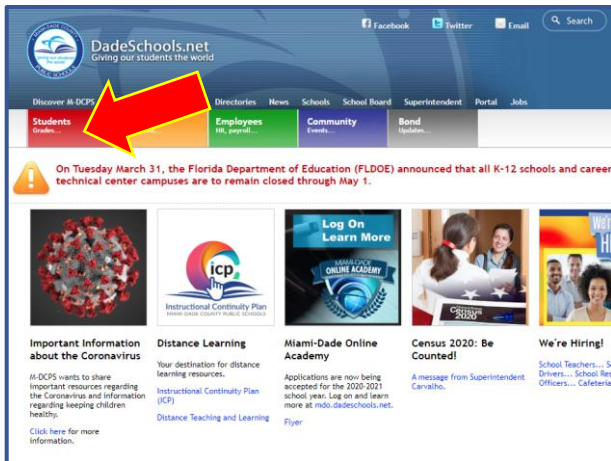 Facebook Twitter Email Search
DadeSchools.net
Giving our students the world
Discover M-DCPS Directories News Schools School Board Superintendent Portal Jobs
Students Employees Community Bond
Grades... HR, payroll... Events... Updates...
On Tuesday March 31, the Florida Department of Education (FLDOE) announced that all K-12 schools and career
technical center campuses are to remain closed through May 1.
Log On
Learn More
icp
MIAMI-DADE
ONLINE ACADEMY
Instructional Continuity Plan
MIAMI-DADE COUNTY PUBLIC SCHOOLS
Census
2020
We're
Important Information
about the Coronavirus
M-DCPS wants to share
important resources regarding
the Coronavirus and information
regarding keeping children
healthy.
Click here for more
information.
Distance Learning
Your destination for distance
learning resources.
Instructional Continuity Plan
(ICP)
Distance Teaching and Learning
Miami-Dade Online
Academy
Applications are now being
accepted for the 2020-2021
school year. Log on and learn
more at mdo.dadeschools.net.
Flyer
Census 2020: Be
Counted!
A message from Superintendent
Carvalho.
We're Hiring!
School Teachers...
Drivers... School
Officers... Cafeteria